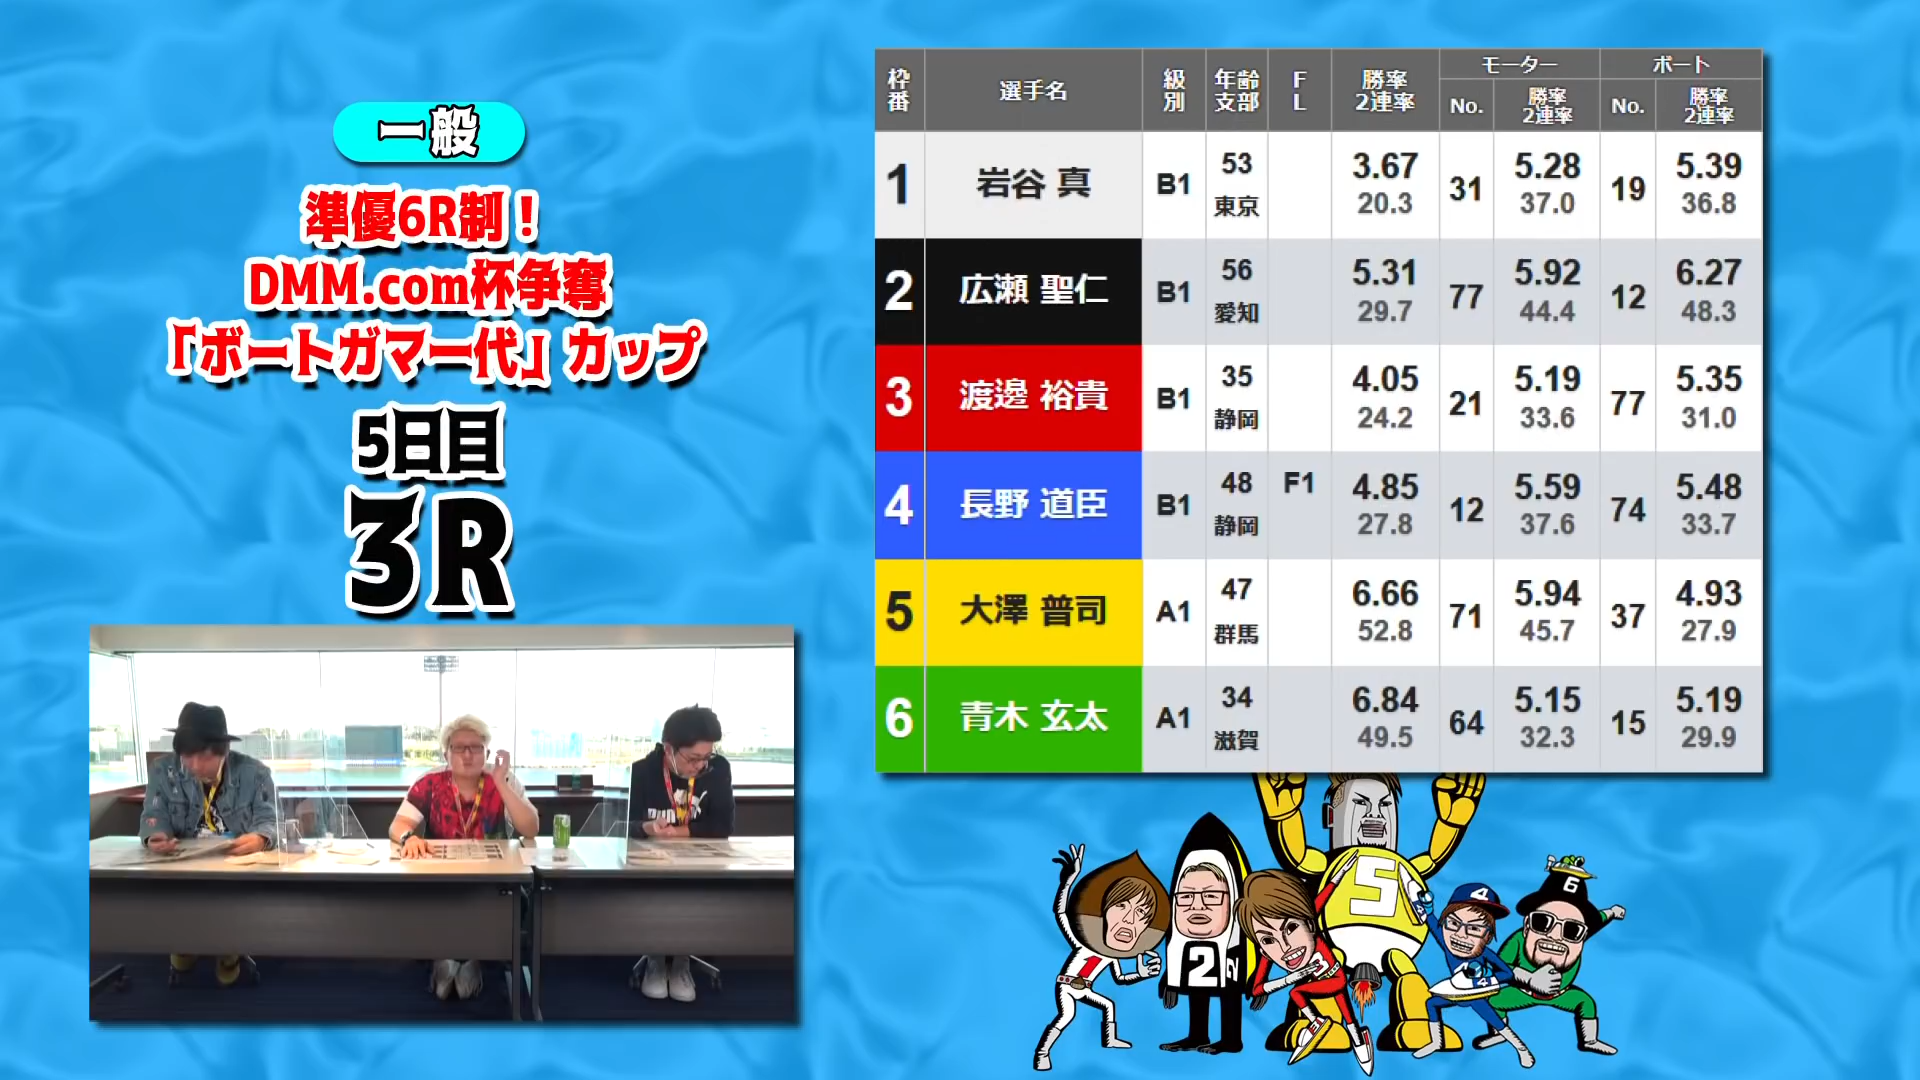 一般
準優6R制！
DMM.com杯争奪
「ボートガマ一代」カップ
5日目
3R
枠番 選手名 級別 年齢支部 F L 勝率2連率 モーター ボート
No. 勝率2連率 No. 勝率2連率
1 岩谷 真 B1 53 東京 3.67 20.3 31 5.28 37.0 19 5.39 36.8
2 広瀬 聖仁 B1 56 愛知 5.31 29.7 77 5.92 44.4 12 6.27 48.3
3 渡邊 裕貴 B1 35 静岡 4.05 24.2 21 5.19 33.6 77 5.35 31.0
4 長野 道臣 B1 48 静岡 F1 4.85 27.8 12 5.59 37.6 74 5.48 33.7
5 大澤 普司 A1 47 群馬 6.66 52.8 71 5.94 45.7 37 4.93 27.9
6 青木 玄太 A1 34 滋賀 6.84 49.5 64 5.15 32.3 15 5.19 29.9
1
2
2
3
5
4
4
6